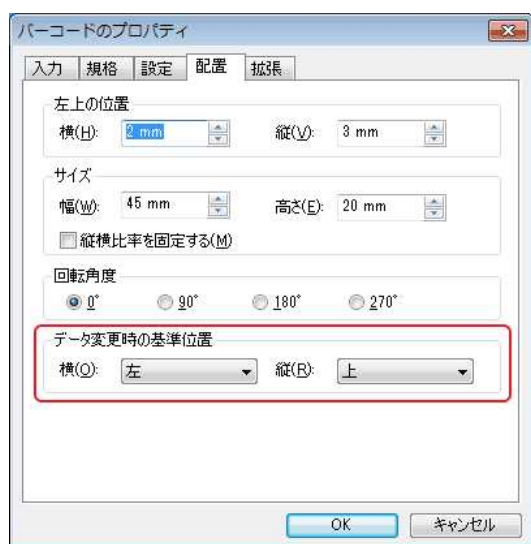 バーコードのプロパティ
入力 規格 設定 配置 拡張
左上の位置
横(H): 2 mm 縦(V): 3 mm
サイズ
幅(W): 45 mm 高さ(E): 20 mm
縦横比率を固定する(M)
回転角度
0° 90° 180° 270°
データ変更時の基準位置
横(O): 左 縦(R): 上
OK キャンセル